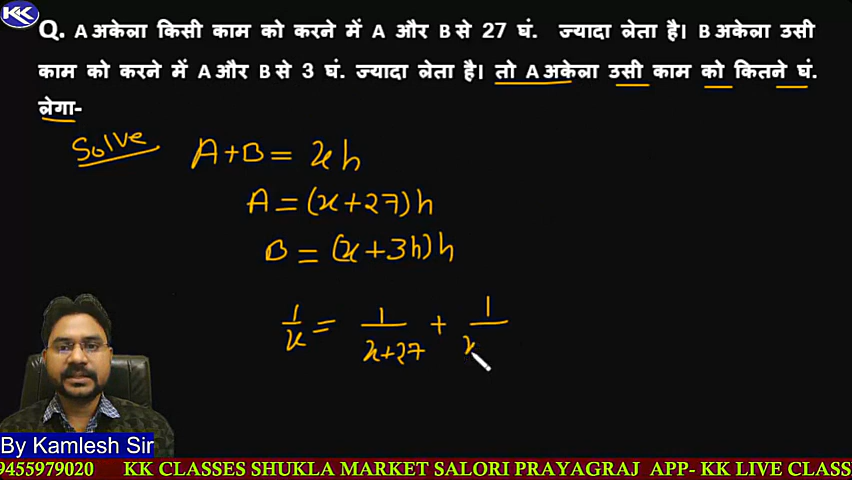 KK
Q. A अकेला किसी काम को करने में A और B से 27 घं. ज्यादा लेता है। B अकेला उसी
काम को करने में A और B से 3 घं. ज्यादा लेता है। तो A अकेला उसी काम को कितने घं.
लेगा-
Solve A+B = x h
A = (x+27) h
B = (x+3h) h
1/x = 1/x+27 + 1/x
By Kamlesh Sir
9455979020 KK CLASSES SHUKLA MARKET SALORI PRAYAGRAJ APP- KK LIVE CLASS